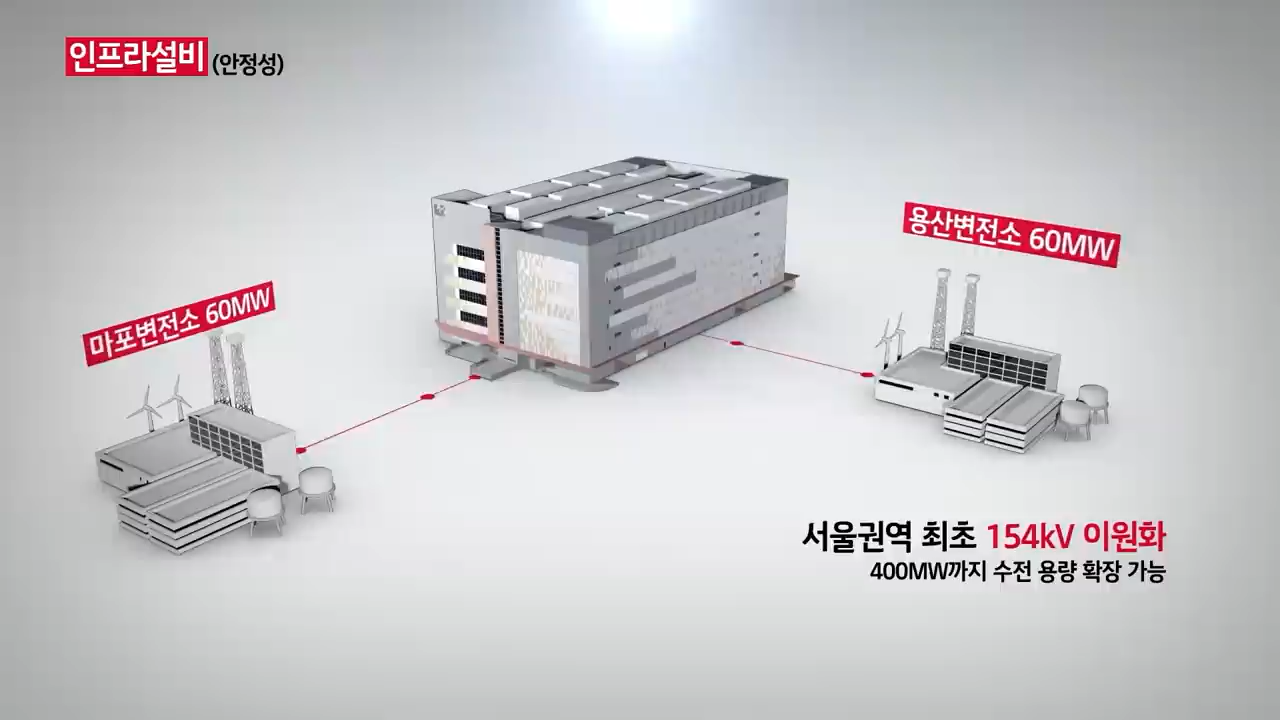 인프라설비 (안정성)
용산변전소 60MW
마포변전소 60MW
서울권역 최초 154kV 이원화
400MW까지 수전 용량 확장 가능